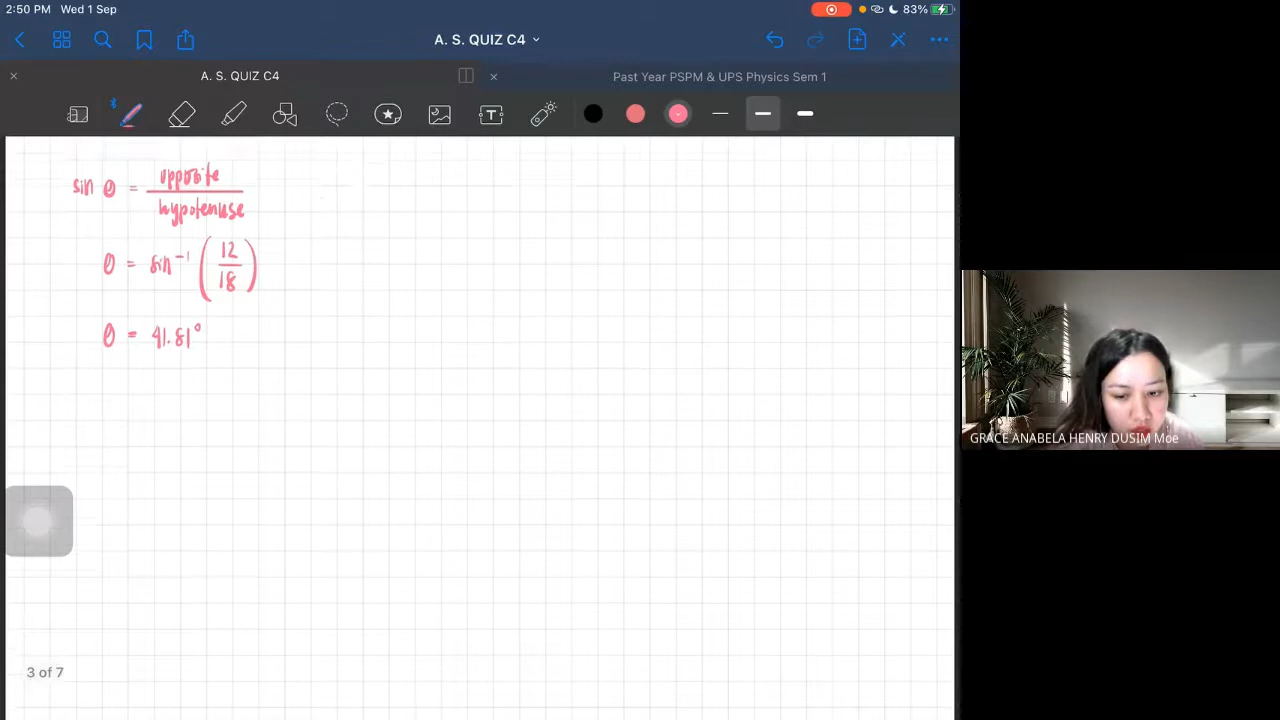 2:50 PM Wed 1 Sep 83%
A. S. QUIZ C4
A. S. QUIZ C4 Past Year PSPM & UPS Physics Sem 1
sin θ = opposite / hypotenuse
θ = sin⁻¹ (12/18)
θ = 41.81°
GRACE ANABELA HENRY DUSIM Moe
3 of 7